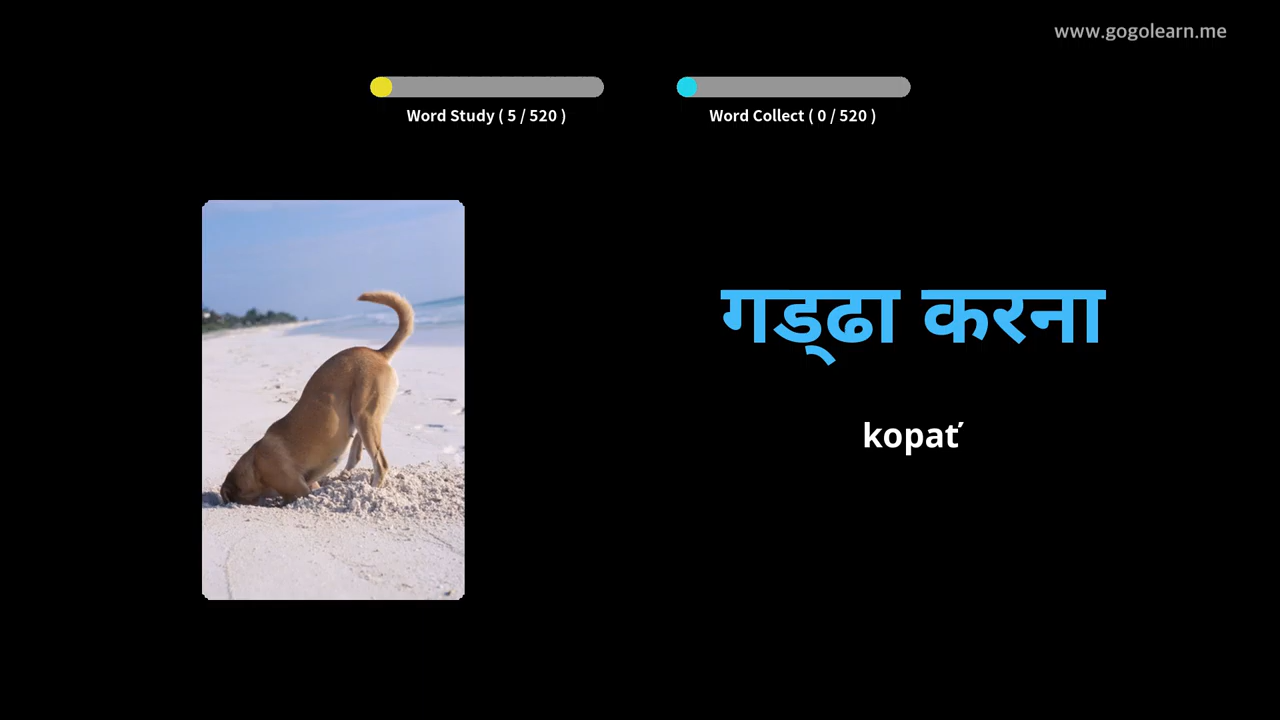 www.gogolearn.me
Word Study ( 5 / 520 )
Word Collect ( 0 / 520 )
गड्ढा करना
kopať